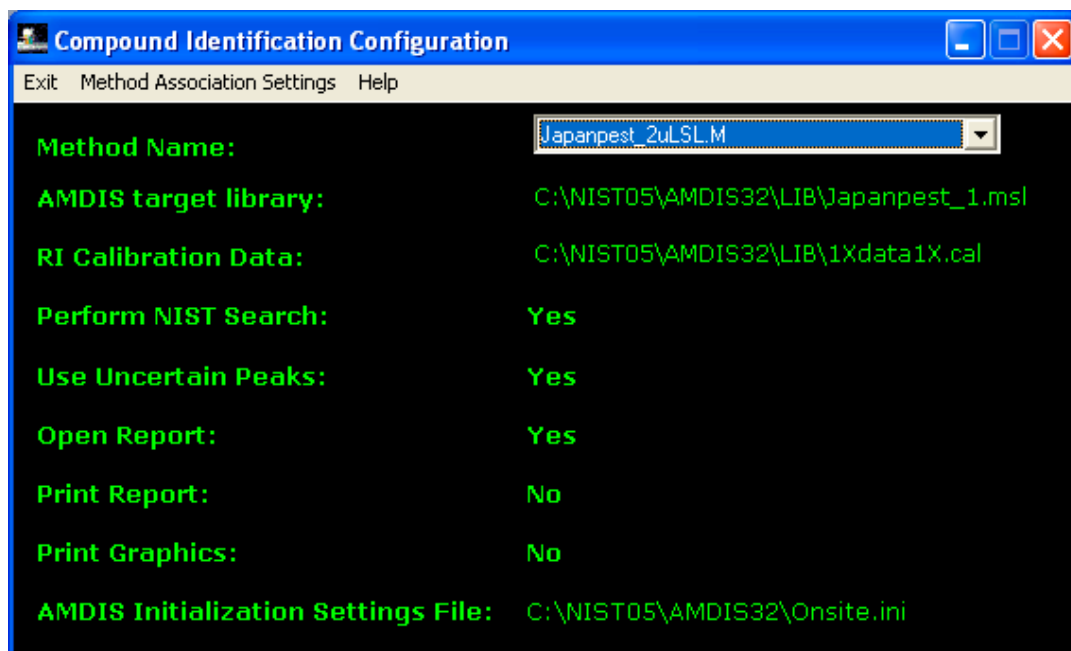 Compound Identification Configuration
Exit Method Association Settings Help
Method Name: Japanpest_2uLSL.M
AMDIS target library: C:\NIST05\AMDIS32\LIB\Japanpest_1.msl
RI Calibration Data: C:\NIST05\AMDIS32\LIB\1Xdata1X.cal
Perform NIST Search: Yes
Use Uncertain Peaks: Yes
Open Report: Yes
Print Report: No
Print Graphics: No
AMDIS Initialization Settings File: C:\NIST05\AMDIS32\Onsite.ini